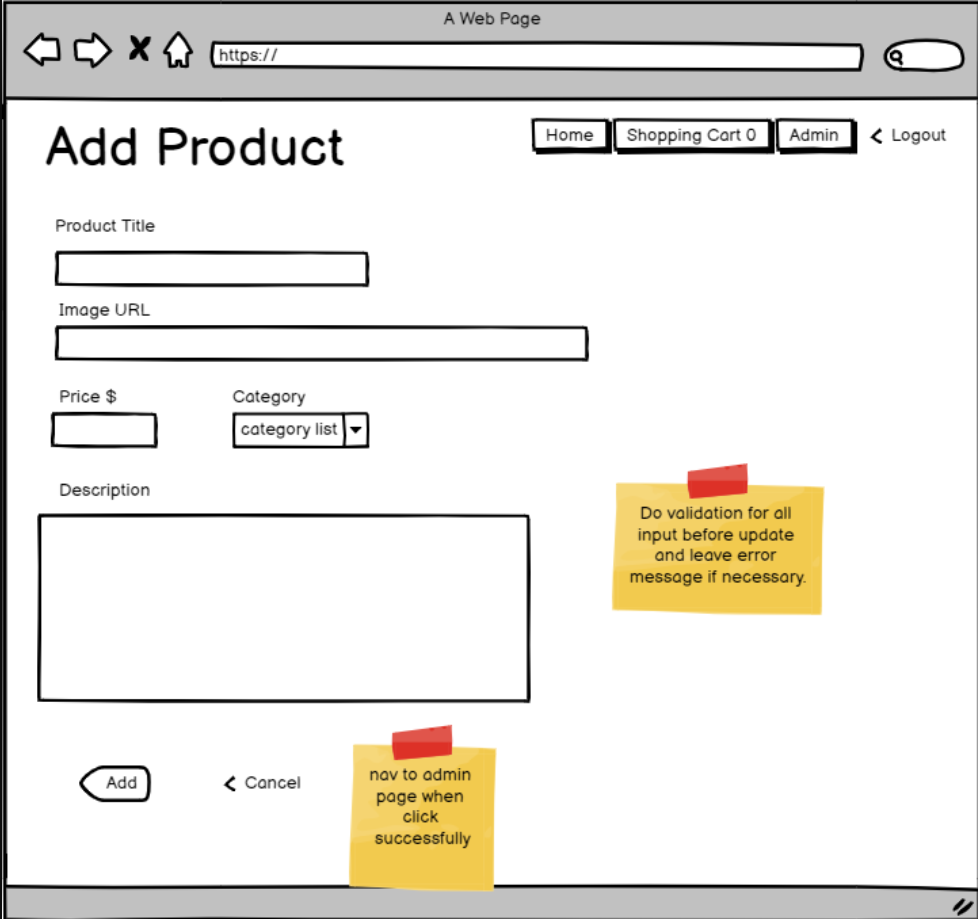 A Web Page
https://
Add Product
Home
Shopping Cart 0
Admin
Logout
Product Title
Image URL
Price $
Category
category list
Description
Do validation for all
input before update
and leave error
message if necessary.
Add
Cancel
nav to admin
page when
click
successfully